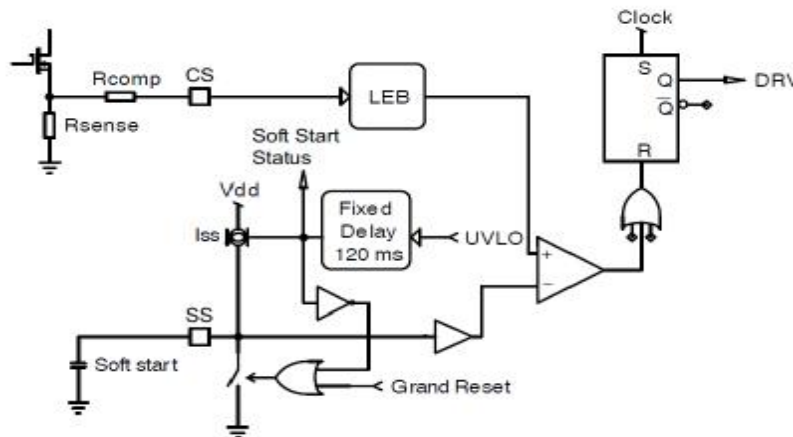 Clock
S
Q
DRV
Q
R
Rcomp
CS
LEB
Rsense
Soft Start
Status
Vdd
Iss
Fixed
Delay
120 ms
UVLO
+
−
SS
Soft start
Grand Reset